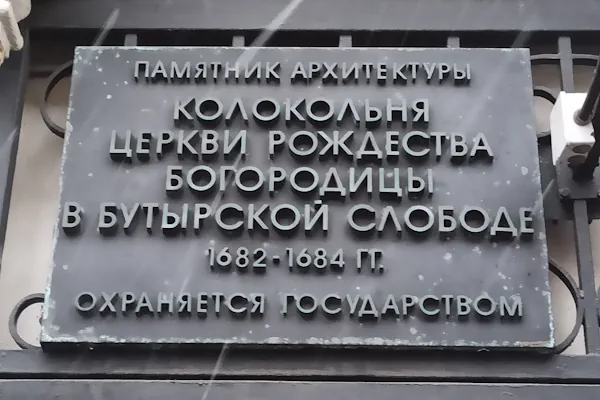 ПАМЯТНИК АРХИТЕКТУРЫ
КОЛОКОЛЬНЯ
ЦЕРКВИ РОЖДЕСТВА
БОГОРОДИЦЫ
В БУТЫРСКОЙ СЛОБОДЕ
1682-1684 ГГ.
ОХРАНЯЕТСЯ ГОСУДАРСТВОМ